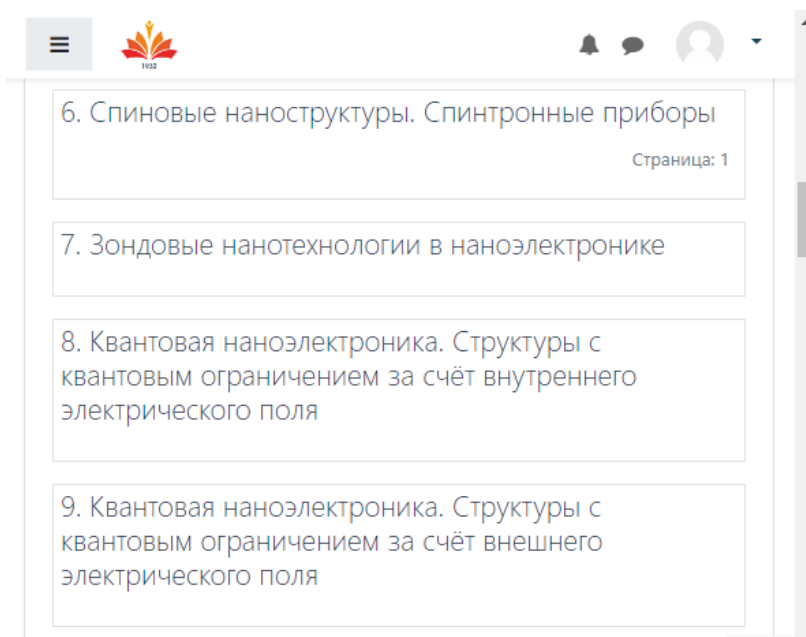 1932
6. Спиновые наноструктуры. Спинтронные приборы
Страница: 1
7. Зондовые нанотехнологии в наноэлектронике
8. Квантовая наноэлектроника. Структуры с
квантовым ограничением за счёт внутреннего
электрического поля
9. Квантовая наноэлектроника. Структуры с
квантовым ограничением за счёт внешнего
электрического поля